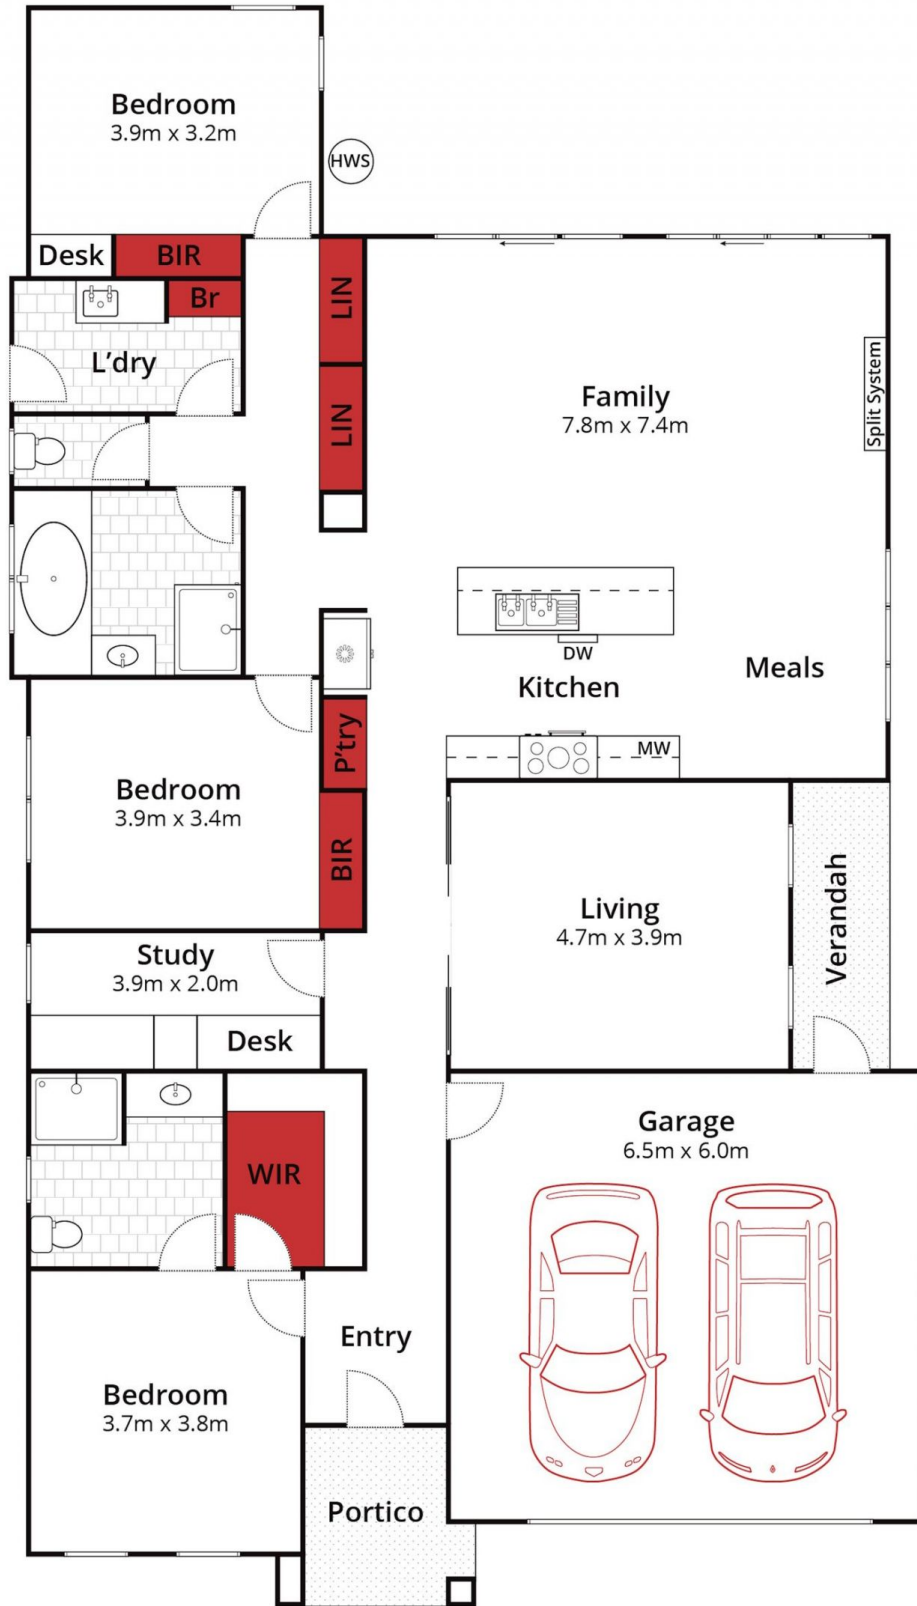 Bedroom
3.9m x 3.2m
HWS
Desk
BIR
Br
L'dry
LIN
LIN
Family
7.8m x 7.4m
Split System
DW
Kitchen
Meals
MW
P'try
Bedroom
3.9m x 3.4m
BIR
Living
4.7m x 3.9m
Verandah
Study
3.9m x 2.0m
Desk
WIR
Garage
6.5m x 6.0m
Entry
Bedroom
3.7m x 3.8m
Portico